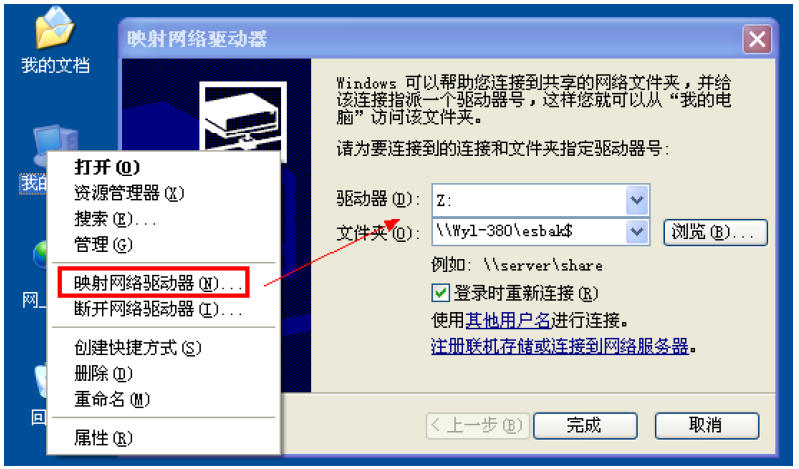 我的文档
我的
网上
回
打开(O)
资源管理器(X)
搜索(E)...
管理(G)
映射网络驱动器(N)...
断开网络驱动器(I)...
创建快捷方式(S)
删除(D)
重命名(M)
属性(R)
映射网络驱动器
Windows 可以帮助您连接到共享的网络文件夹，并给
该连接指派一个驱动器号，这样您就可以从“我的电
脑”访问该文件夹。
请为要连接到的连接和文件夹指定驱动器号：
驱动器(D)： Z:
文件夹(O)： \\Wyl-380\esbak$ 浏览(B)...
例如：\\server\share
登录时重新连接(R)
使用其他用户名进行连接。
注册联机存储或连接到网络服务器。
< 上一步(B) 完成 取消